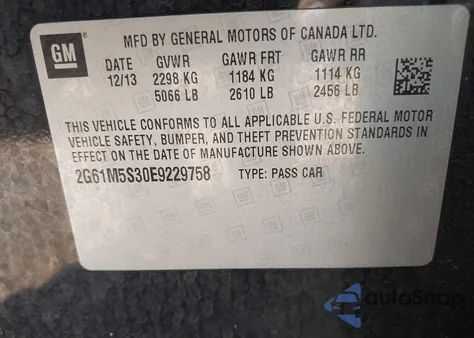 GM
MFD BY GENERAL MOTORS OF CANADA LTD.
DATE GVWR GAWR FRT GAWR RR
12/13 2298 KG 1184 KG 1114 KG
5066 LB 2610 LB 2456 LB
THIS VEHICLE CONFORMS TO ALL APPLICABLE U.S. FEDERAL MOTOR
VEHICLE SAFETY, BUMPER, AND THEFT PREVENTION STANDARDS IN
EFFECT ON THE DATE OF MANUFACTURE SHOWN ABOVE.
2G61M5S30E9229758 TYPE: PASS CAR
autoSnap